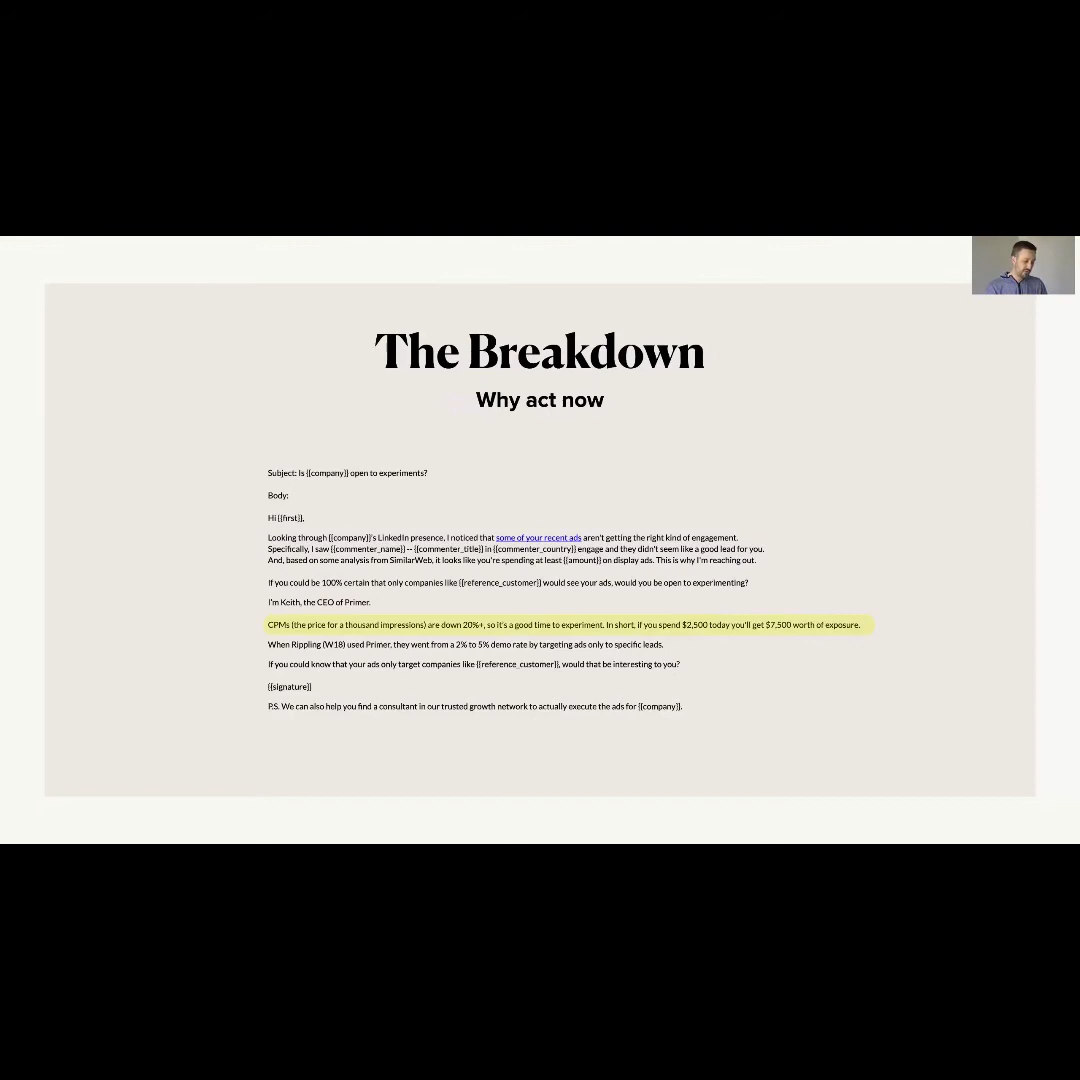 The Breakdown
Why act now
Subject: Is {{company}} open to experiments?
Body:
Hi {{first}},
Looking through {{company}}'s LinkedIn presence, I noticed that some of your recent ads aren't getting the right kind of engagement.
Specifically, I saw {{commenter_name}} -- {{commenter_title}} in {{commenter_country}} engage and they didn't seem like a good lead for you.
And, based on some analysis from SimilarWeb, it looks like you're spending at least {{amount}} on display ads. This is why I'm reaching out.
If you could be 100% certain that only companies like {{reference_customer}} would see your ads, would you be open to experimenting?
I'm Keith, the CEO of Primer.
CPMs (the price for a thousand impressions) are down 20%+, so it's a good time to experiment. In short, if you spend $2,500 today you'll get $7,500 worth of exposure.
When Rippling (W18) used Primer, they went from a 2% to 5% demo rate by targeting ads only to specific leads.
If you could know that your ads only target companies like {{reference_customer}}, would that be interesting to you?
{{signature}}
P.S. We can also help you find a consultant in our trusted growth network to actually execute the ads for {{company}}.